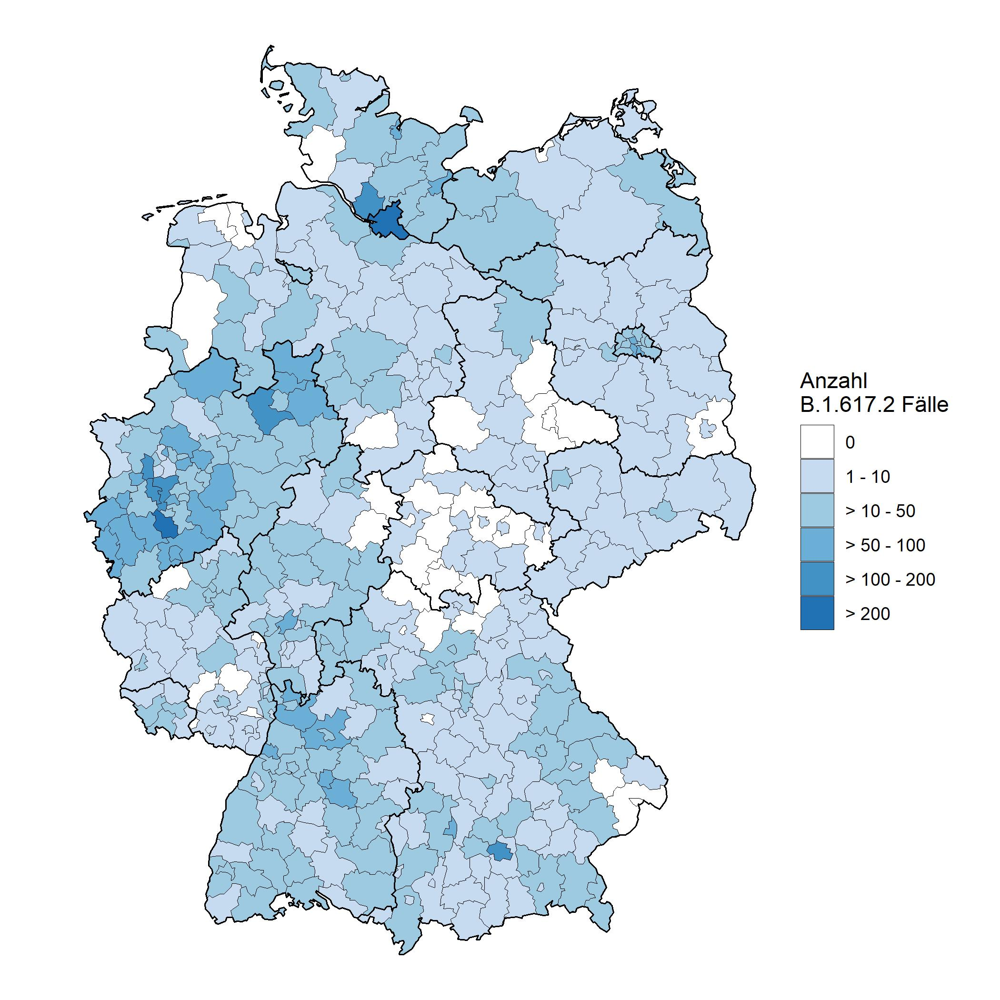 Anzahl
B.1.617.2 Fälle
0
1 - 10
> 10 - 50
> 50 - 100
> 100 - 200
> 200